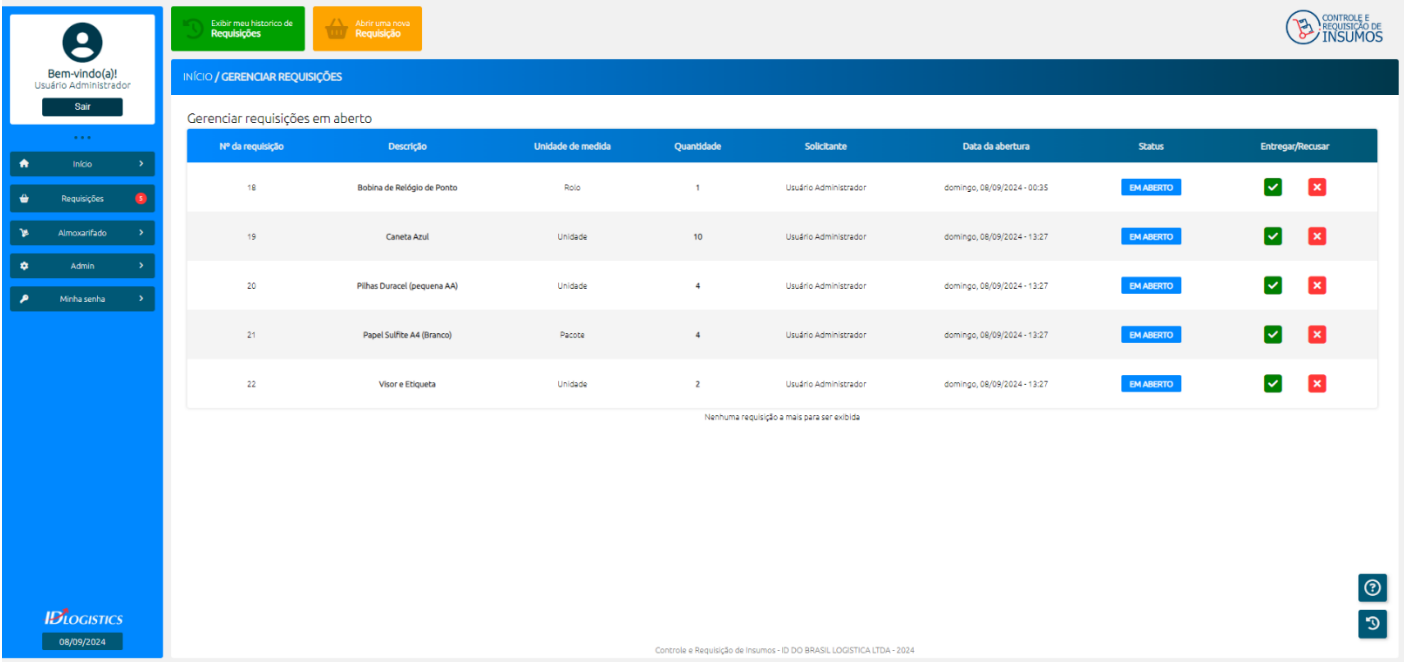 Bem-vindo(a)!
Usuário Administrador
Sair
Início
Requisições 5
Almoxarifado
Admin
Minha senha
ID LOGISTICS
08/09/2024
Exibir meu historico de
Requisições
Abrir uma nova
Requisição
CONTROLE E
REQUISIÇÃO DE
INSUMOS
INÍCIO / GERENCIAR REQUISIÇÕES
Gerenciar requisições em aberto
Nº da requisição Descrição Unidade de medida Quantidade Solicitante Data da abertura Status Entregar/Recusar
18 Bobina de Relógio de Ponto Rolo 1 Usuário Administrador domingo, 08/09/2024 - 00:35 EM ABERTO
19 Caneta Azul Unidade 10 Usuário Administrador domingo, 08/09/2024 - 13:27 EM ABERTO
20 Pilhas Duracel (pequena AA) Unidade 4 Usuário Administrador domingo, 08/09/2024 - 13:27 EM ABERTO
21 Papel Sulfite A4 (Branco) Pacote 4 Usuário Administrador domingo, 08/09/2024 - 13:27 EM ABERTO
22 Visor e Etiqueta Unidade 2 Usuário Administrador domingo, 08/09/2024 - 13:27 EM ABERTO
Nenhuma requisição a mais para ser exibida
Controle e Requisição de Insumos - ID DO BRASIL LOGISTICA LTDA - 2024